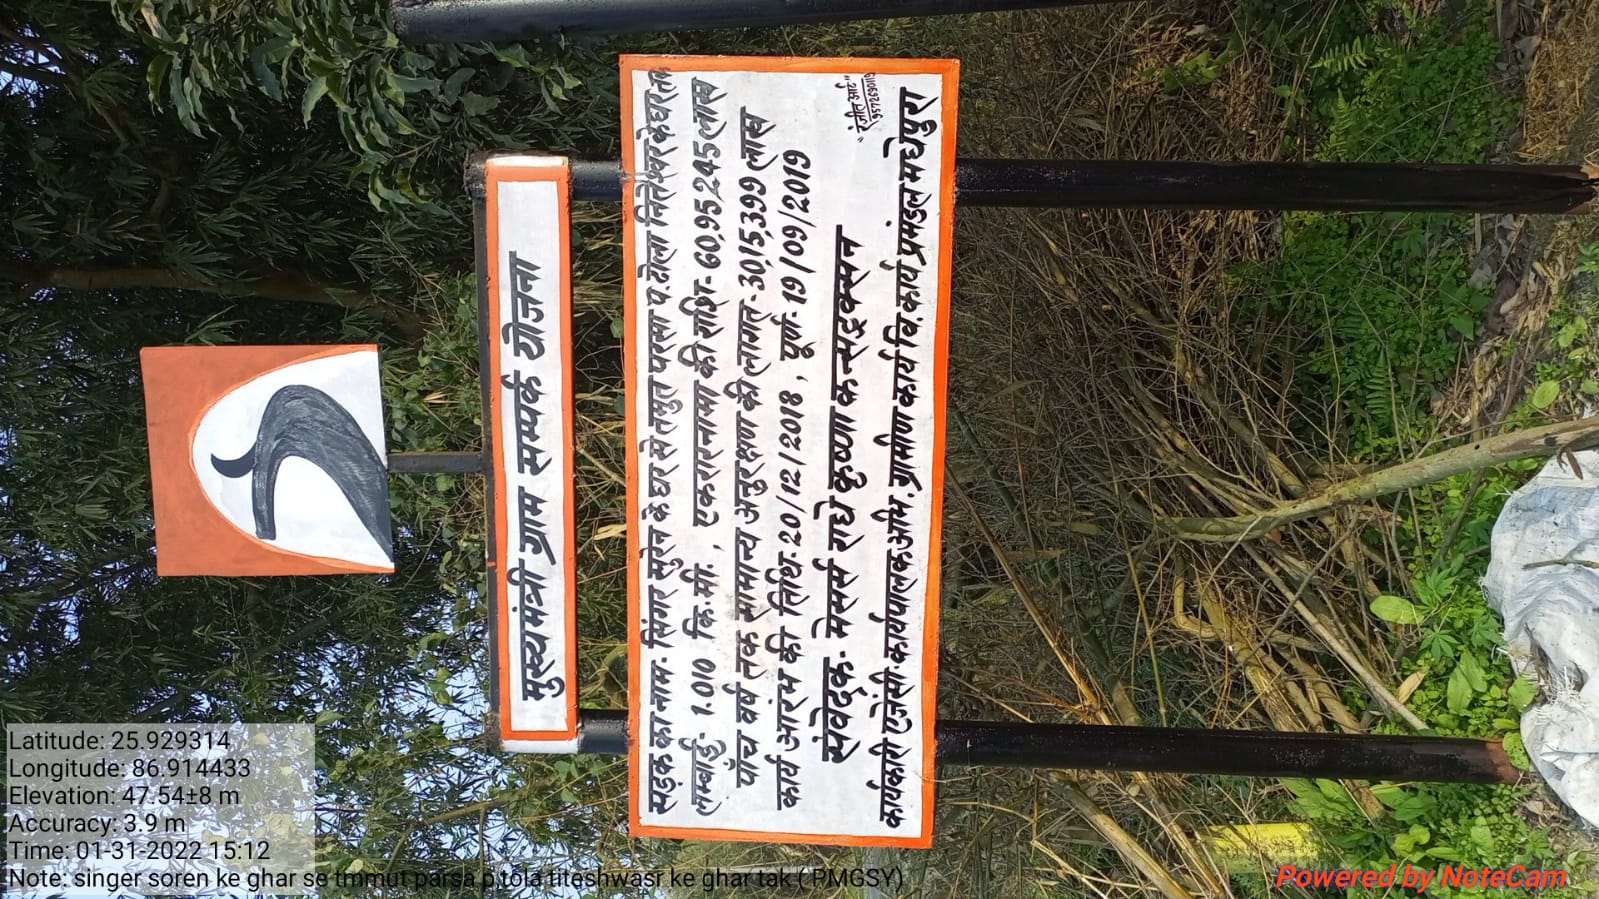 मुख्यमंत्री ग्राम सम्पर्क योजना
सड़क का नाम- सिंगर सुरेन के घर से तमुत परसा प. टोला तितेश्वर के घर तक
लम्बाई- 1.010 कि.मी., एकरारनामा की राशि- 60,95,245 लाख
पाँच वर्ष तक सामान्य अनुरक्षण की लागत- 30,15,399 लाख
कार्य आरंभ की तिथि- 20/12/2018, पूर्ण- 19/09/2019
संवेदक- मेसर्स राधे कृष्णा कन्सट्रक्सन
"रंजीत आर्ट"
कार्यकारी एजेंसी-कार्यपालक अभि. ग्रामीण कार्य वि. कार्य प्रमंडल मधेपुरा
Latitude: 25.929314
Longitude: 86.914433
Elevation: 47.54±8 m
Accuracy: 3.9 m
Time: 01-31-2022 15:12
Note: singer soren ke ghar se tmmut parsa p,tola titeshwasr ke ghar tak ( PMGSY)
Powered by NoteCam